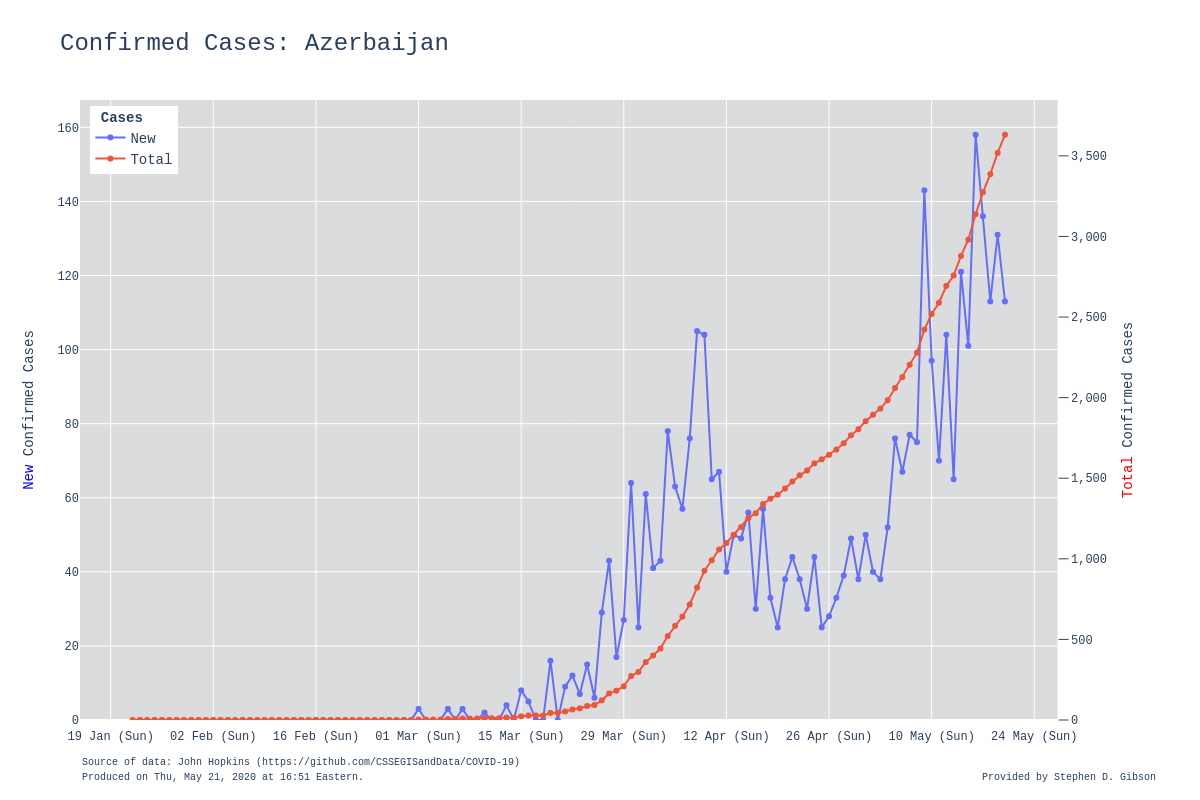 Confirmed Cases: Azerbaijan
Cases
New
Total
160
140
120
100
80
60
40
20
0
3,500
3,000
2,500
2,000
1,500
1,000
500
0
New Confirmed Cases
Total Confirmed Cases
19 Jan (Sun) 02 Feb (Sun) 16 Feb (Sun) 01 Mar (Sun) 15 Mar (Sun) 29 Mar (Sun) 12 Apr (Sun) 26 Apr (Sun) 10 May (Sun) 24 May (Sun)
Source of data: John Hopkins (https://github.com/CSSEGISandData/COVID-19)
Produced on Thu, May 21, 2020 at 16:51 Eastern.
Provided by Stephen D. Gibson